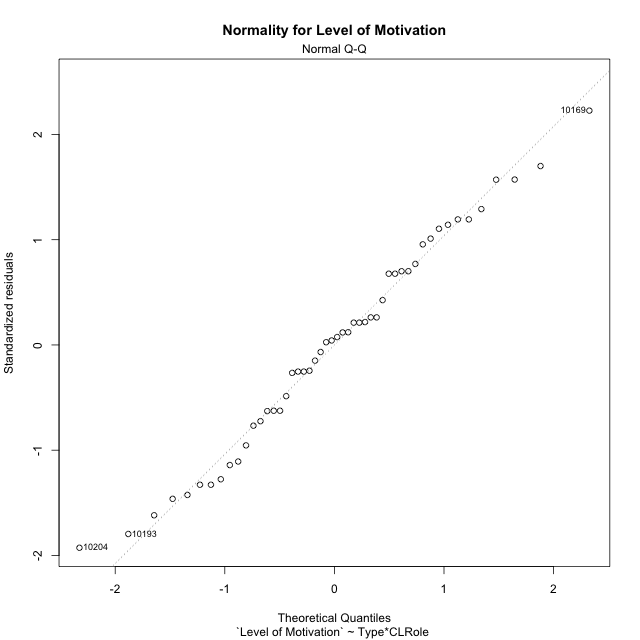 Normality for Level of Motivation
Normal Q-Q
10169
2
1
0
-1
-2
Standardized residuals
10193
10204
-2
-1
0
1
2
Theoretical Quantiles
`Level of Motivation` ~ Type*CLRole